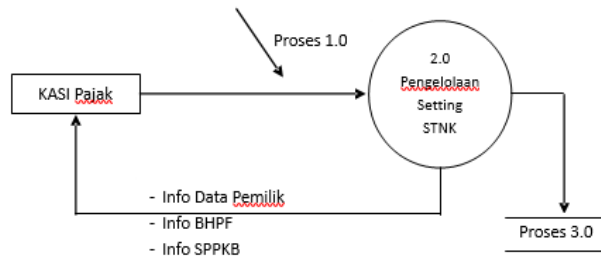 Proses 1.0
KASI Pajak
2.0
Pengelolaan
Setting
STNK
- Info Data Pemilik
- Info BHPF
- Info SPPKB
Proses 3.0